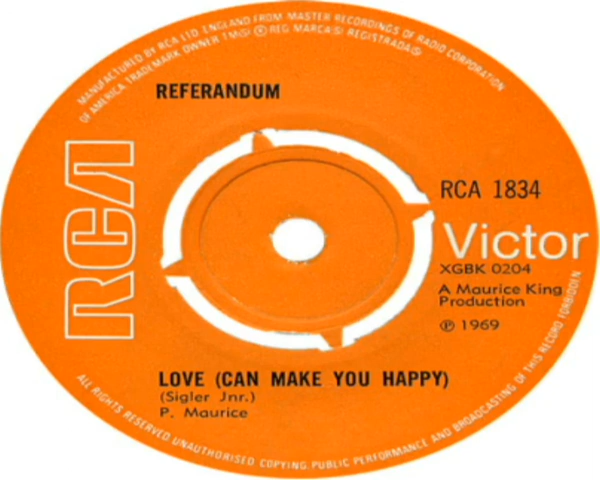 MANUFACTURED BY RCA LTD. ENGLAND FROM MASTER RECORDINGS OF RADIO CORPORATION
OF AMERICA TRADEMARK OWNER TM(S) ® REG MARCA(S) REGISTRADA(S)
REFERANDUM
RCA
RCA 1834
Victor
XGBK 0204
A Maurice King
Production
℗ 1969
LOVE (CAN MAKE YOU HAPPY)
(Sigler Jnr.)
P. Maurice
ALL RIGHTS RESERVED UNAUTHORISED COPYING, PUBLIC PERFORMANCE AND BROADCASTING OF THIS RECORD FORBIDDEN